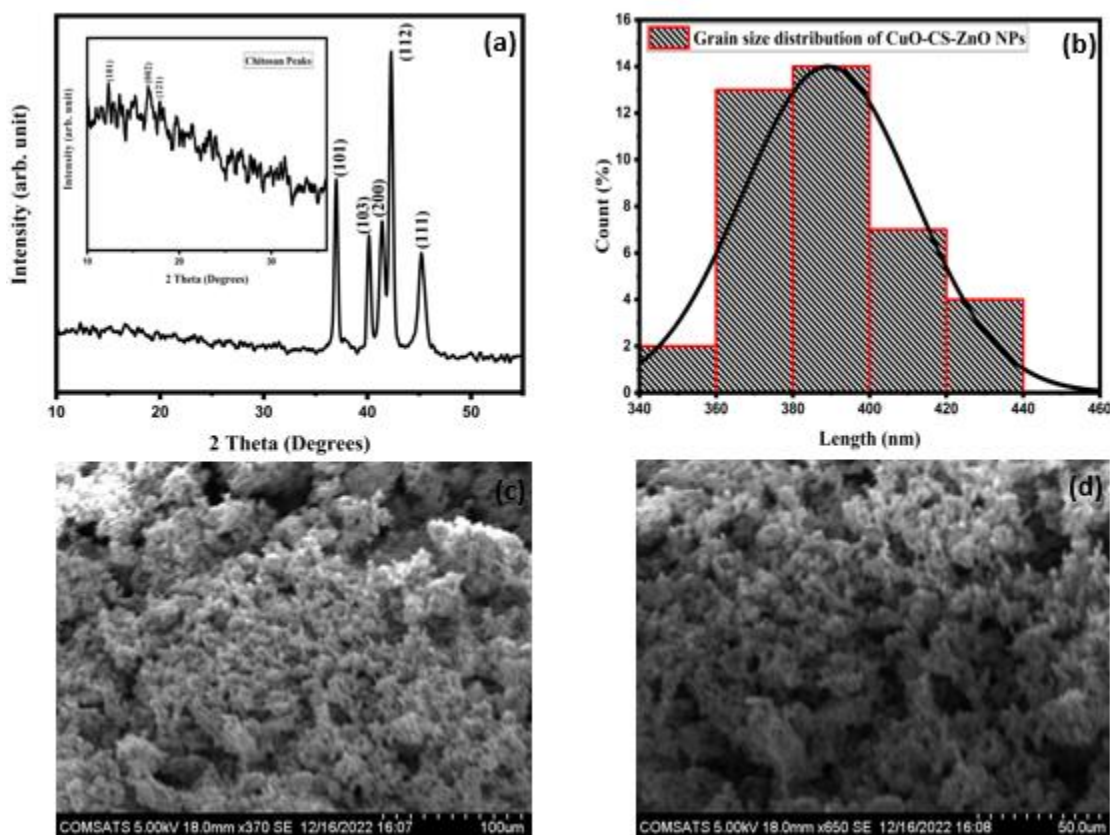 (a)
(112)
(101)
(103)
(200)
(111)
Intensity (arb. unit)
10 20 30 40 50
2 Theta (Degrees)
Chitosan Peaks
(101)
(002)
(121)
Intensity (arb. unit)
10 20 30
2 Theta (Degrees)
(b)
Grain size distribution of CuO-CS-ZnO NPs
Count (%)
16
14
12
10
8
6
4
2
0
340 360 380 400 420 440 460
Length (nm)
(c)
COMSATS 5.00kV 18.0mm x370 SE 12/16/2022 16:07 100um
(d)
COMSATS 5.00kV 18.0mm x650 SE 12/16/2022 16:08 50.0um